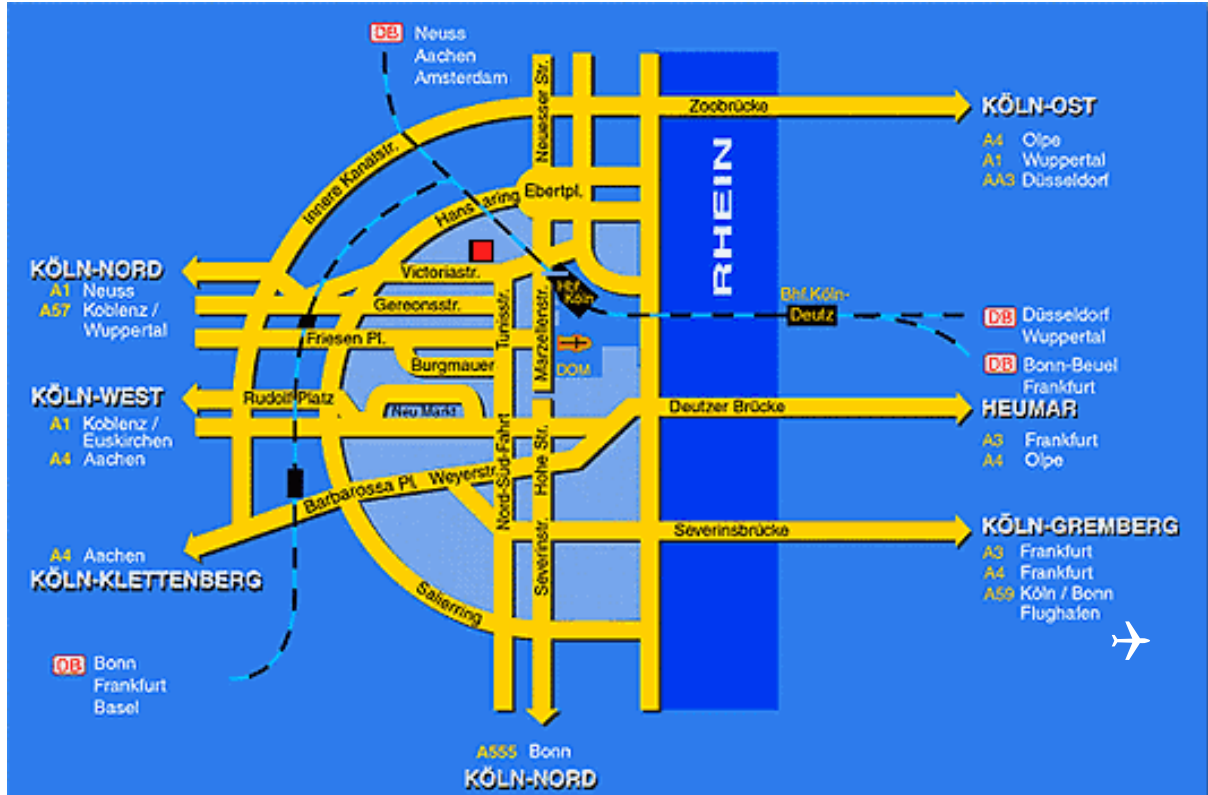 DB Neuss
Aachen
Amsterdam
Neuesser Str.
Zoobrücke
KÖLN-OST
A4 Olpe
A1 Wuppertal
AA3 Düsseldorf
Innere Kanalstr.
Hansaring
Ebertpl.
RHEIN
KÖLN-NORD
A1 Neuss
A57 Koblenz /
Wuppertal
Victoriastr.
Gereonsstr.
Friesen Pl.
Burgmauer
Tunisstr.
Marzellenstr.
Hbf.
Köln
DOM
Bhf.Köln-
Deutz
DB Düsseldorf
Wuppertal
DB Bonn-Beuel
Frankfurt
KÖLN-WEST
A1 Koblenz /
Euskirchen
A4 Aachen
Rudolf Platz
Neu Markt
Deutzer Brücke
HEUMAR
A3 Frankfurt
A4 Olpe
Nord-Süd-Fahrt
Hohe Str.
Barbarossa Pl.
Weyerstr.
Severinstr.
Severinsbrücke
KÖLN-GREMBERG
A3 Frankfurt
A4 Frankfurt
A59 Köln / Bonn
Flughafen
A4 Aachen
KÖLN-KLETTENBERG
Salierring
DB Bonn
Frankfurt
Basel
A555 Bonn
KÖLN-NORD